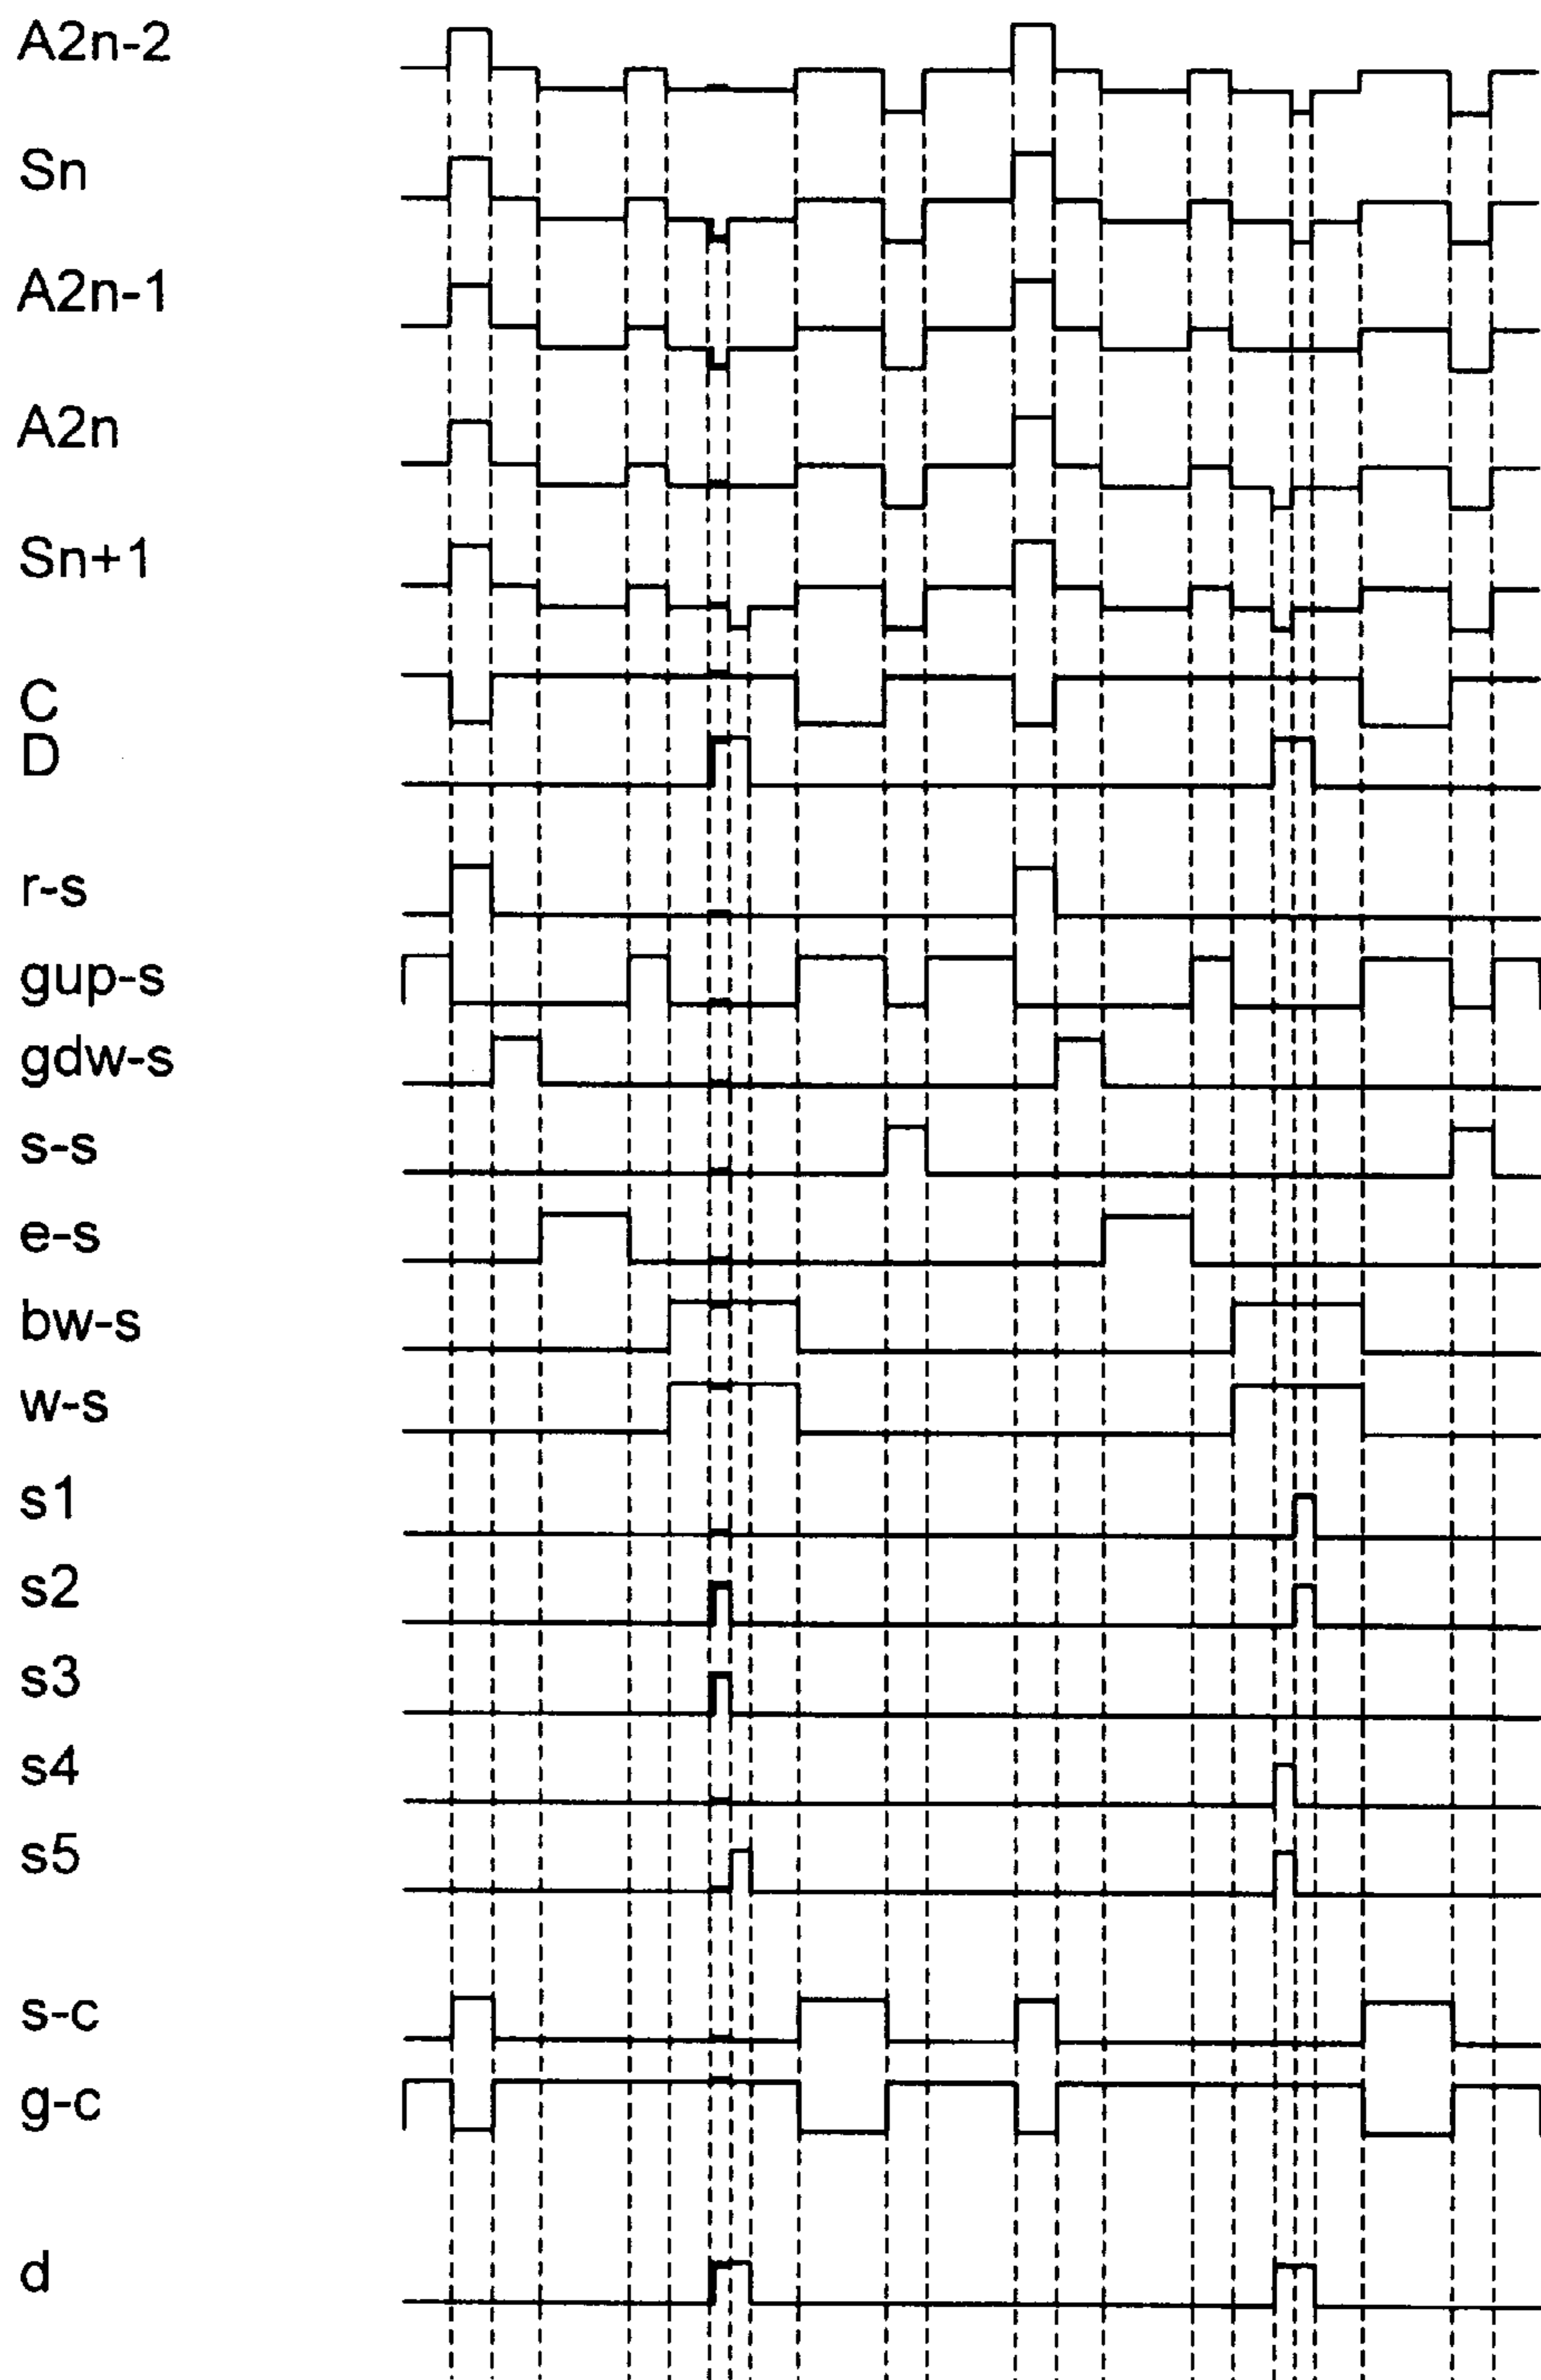 A2n-2
Sn
A2n-1
A2n
Sn+1
C
D
r-s
gup-s
gdw-s
s-s
e-s
bw-s
w-s
s1
s2
s3
s4
s5
s-c
g-c
d